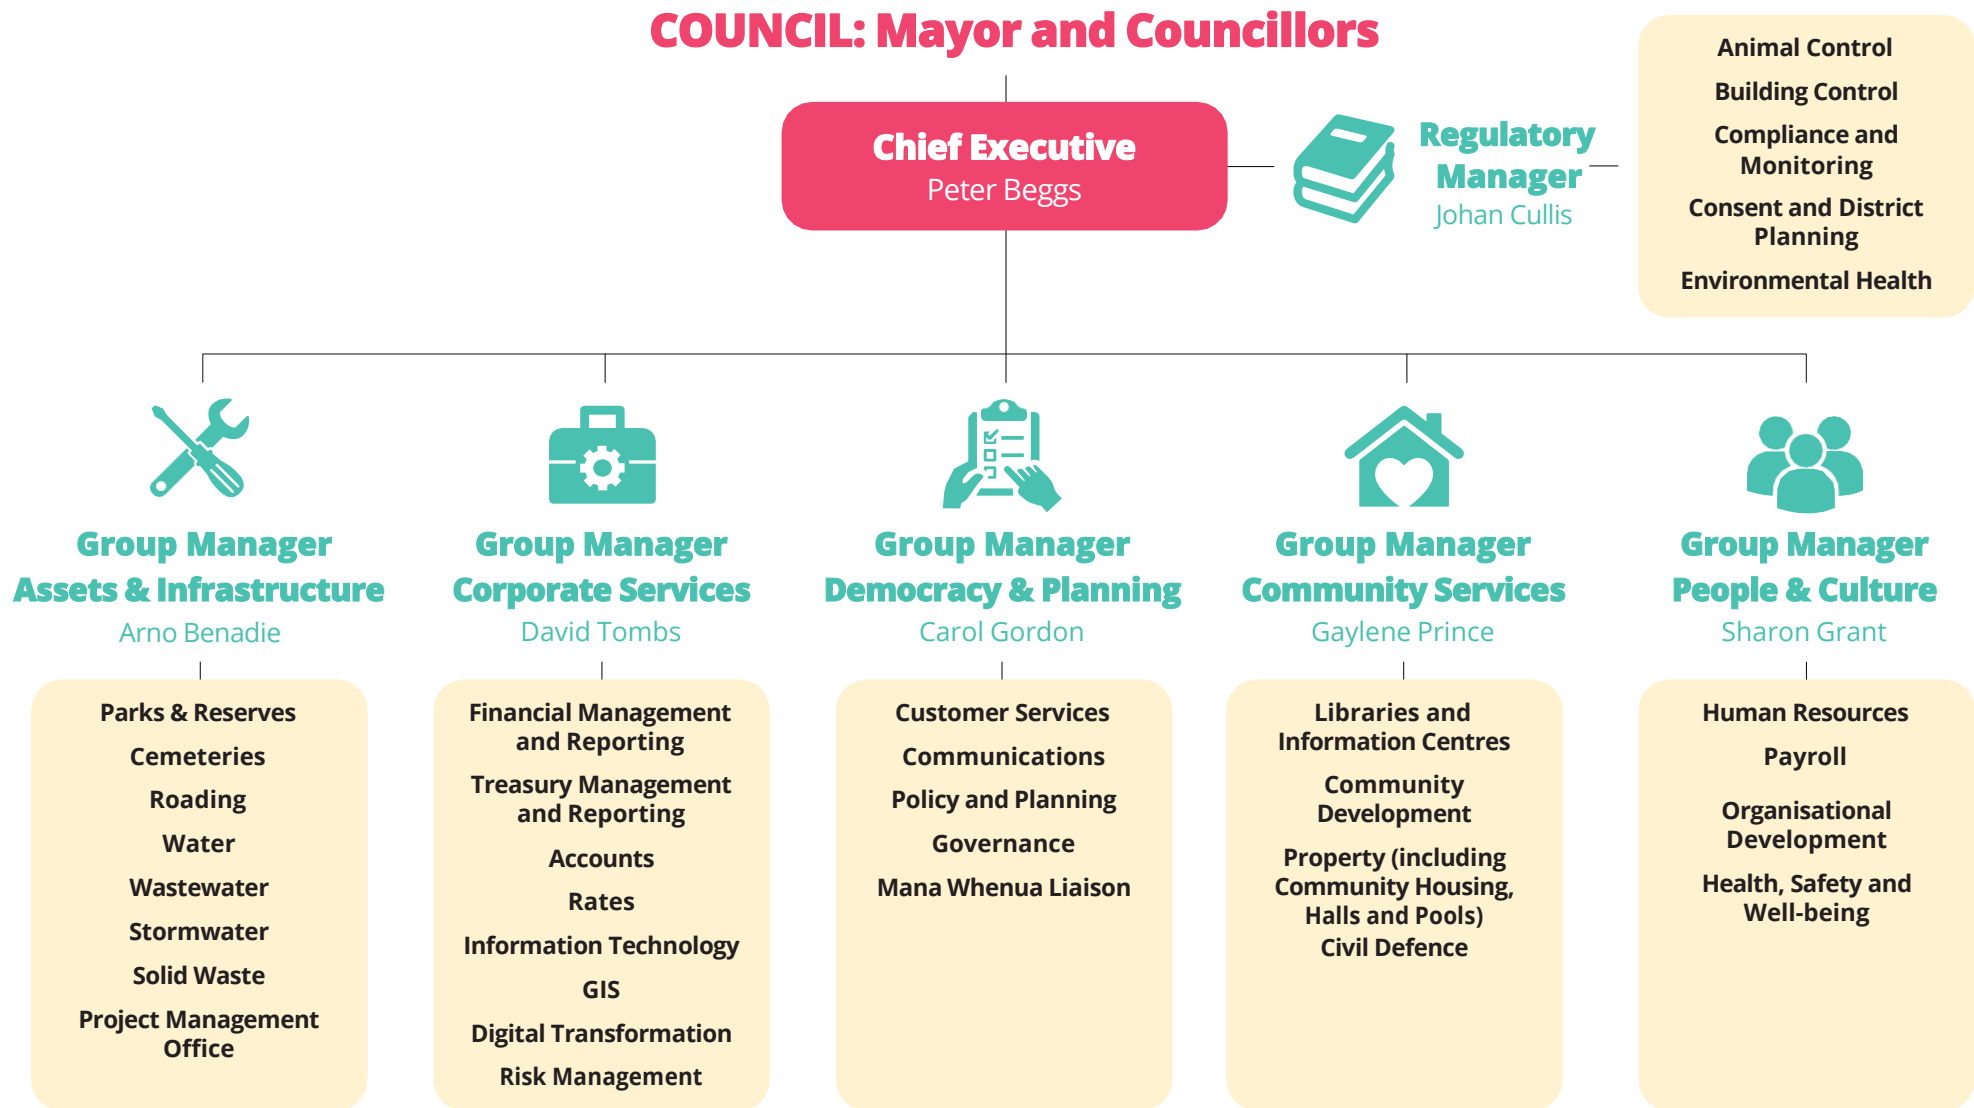 COUNCIL: Mayor and Councillors
Chief Executive
Peter Beggs
Regulatory
Manager
Johan Cullis
Animal Control
Building Control
Compliance and
Monitoring
Consent and District
Planning
Environmental Health
Group Manager
Assets & Infrastructure
Arno Benadie
Parks & Reserves
Cemeteries
Roading
Water
Wastewater
Stormwater
Solid Waste
Project Management
Office
Group Manager
Corporate Services
David Tombs
Financial Management
and Reporting
Treasury Management
and Reporting
Accounts
Rates
Information Technology
GIS
Digital Transformation
Risk Management
Group Manager
Democracy & Planning
Carol Gordon
Customer Services
Communications
Policy and Planning
Governance
Mana Whenua Liaison
Group Manager
Community Services
Gaylene Prince
Libraries and
Information Centres
Community
Development
Property (including
Community Housing,
Halls and Pools)
Civil Defence
Group Manager
People & Culture
Sharon Grant
Human Resources
Payroll
Organisational
Development
Health, Safety and
Well-being